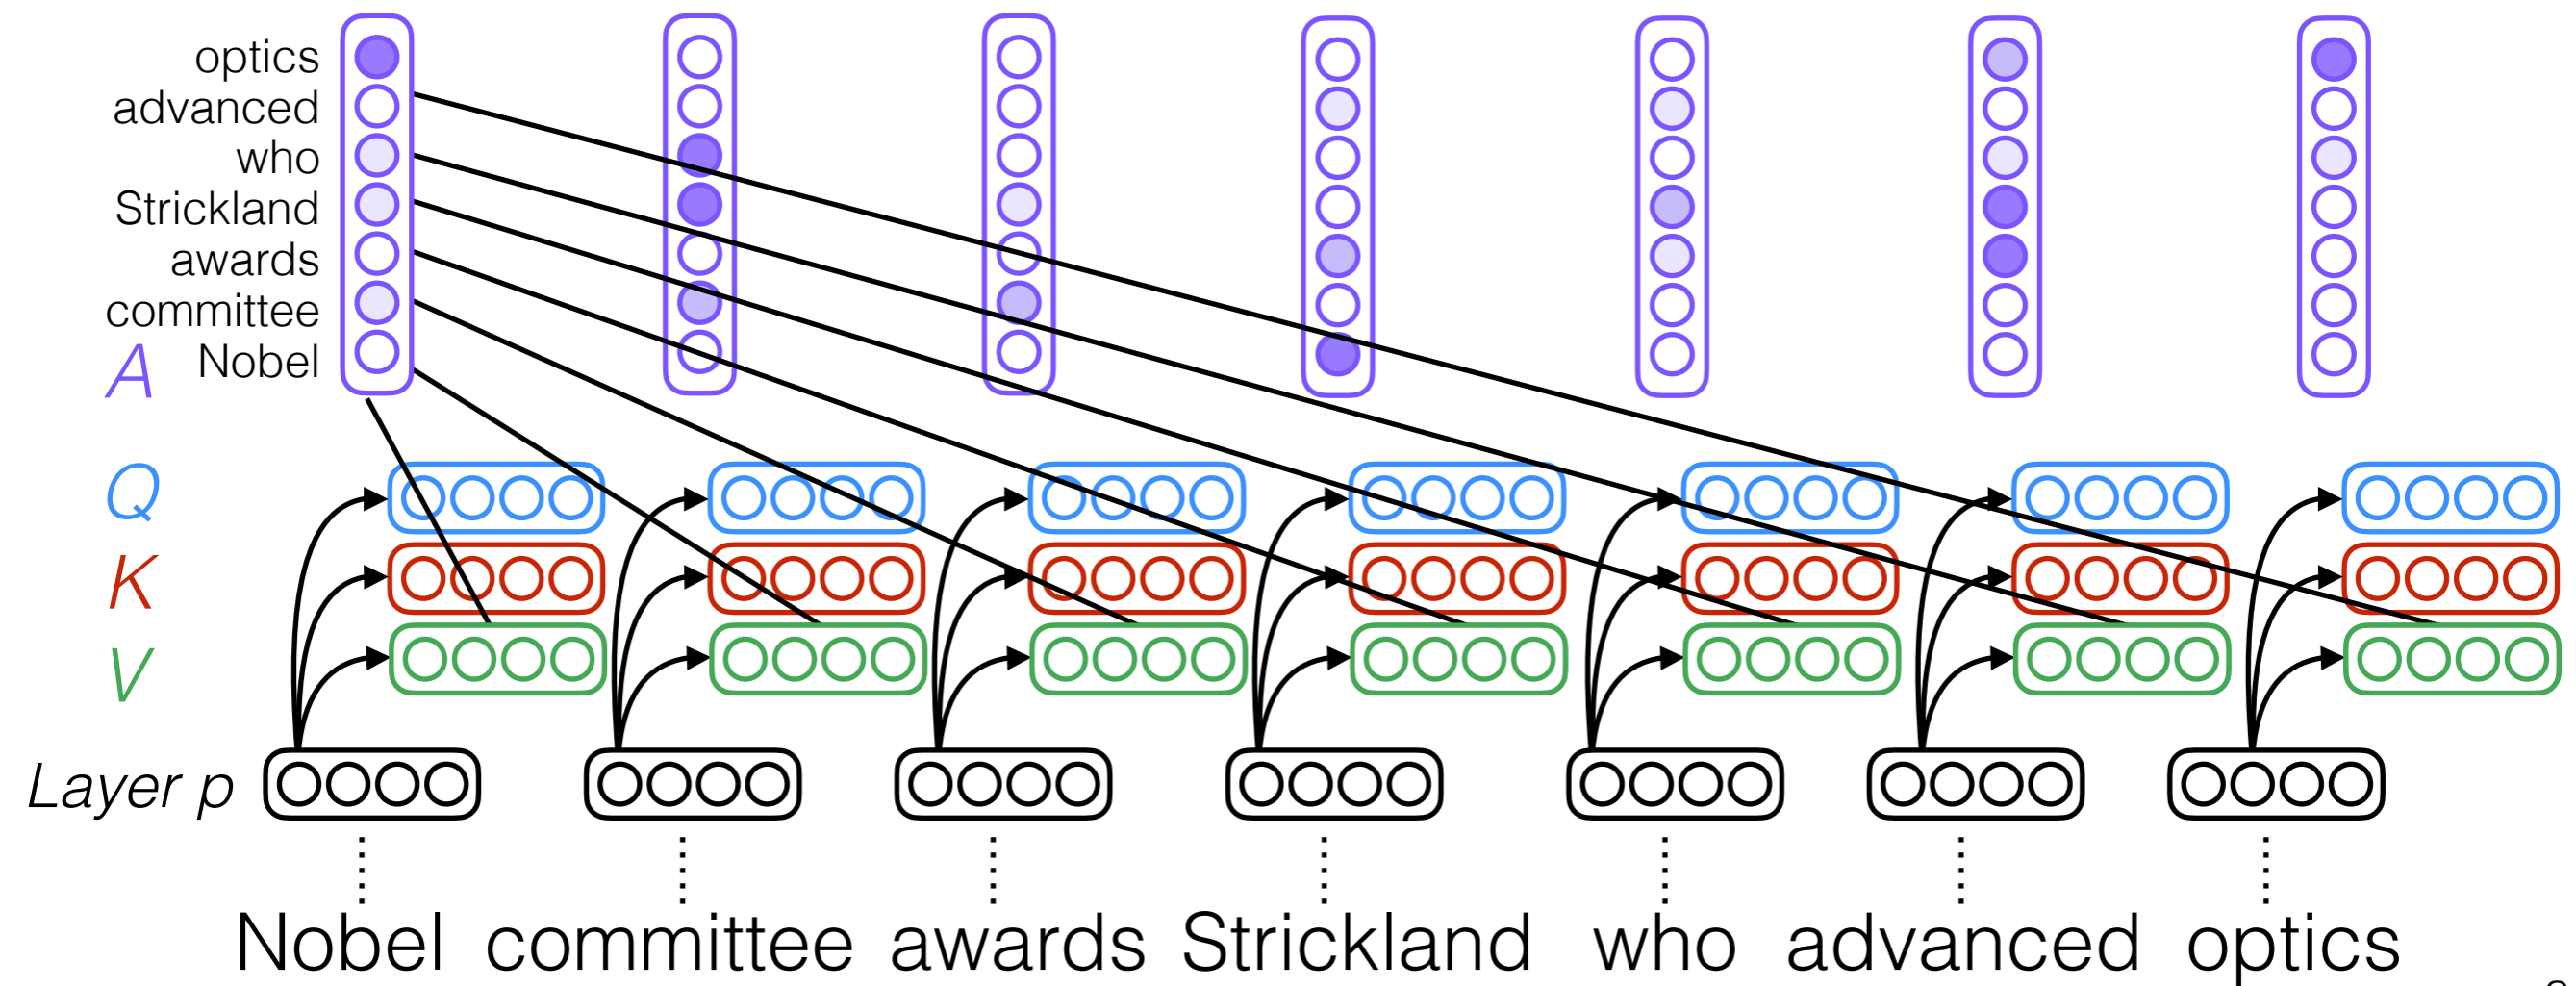 optics
advanced
who
Strickland
awards
committee
Nobel
A
Q
K
V
Layer p
Nobel committee awards Strickland who advanced optics